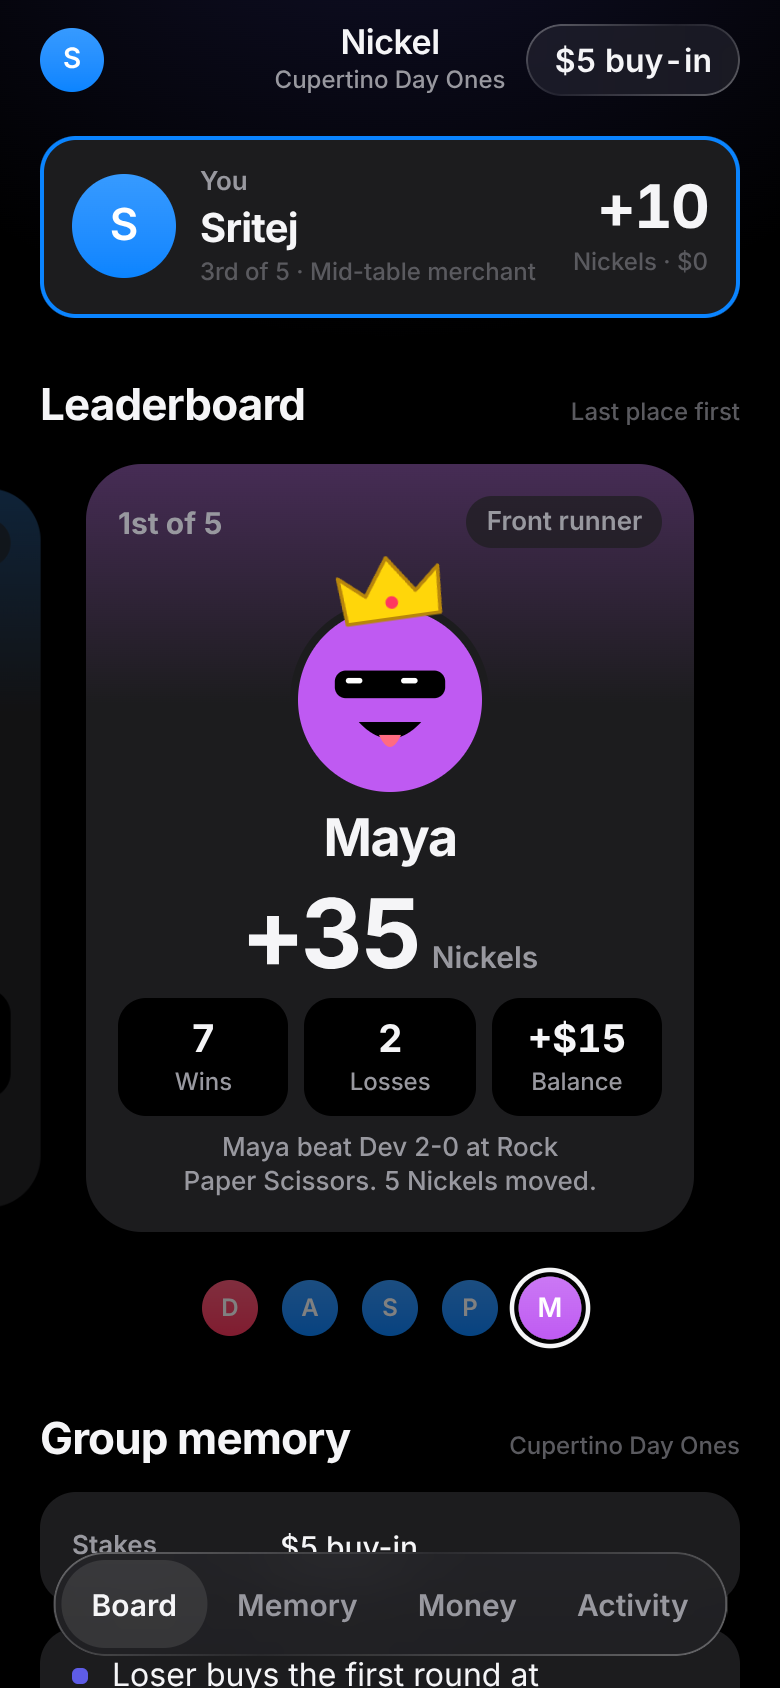 S
Nickel
Cupertino Day Ones
$5 buy-in
S
You
Sritej
3rd of 5 · Mid-table merchant
+10
Nickels · $0
Leaderboard
Last place first
1st of 5
Front runner
Maya
+35 Nickels
7
Wins
2
Losses
+$15
Balance
Maya beat Dev 2-0 at Rock
Paper Scissors. 5 Nickels moved.
D A S P M
Group memory
Cupertino Day Ones
Stakes
$5 buy-in
Board Memory Money Activity
Loser buys the first round at